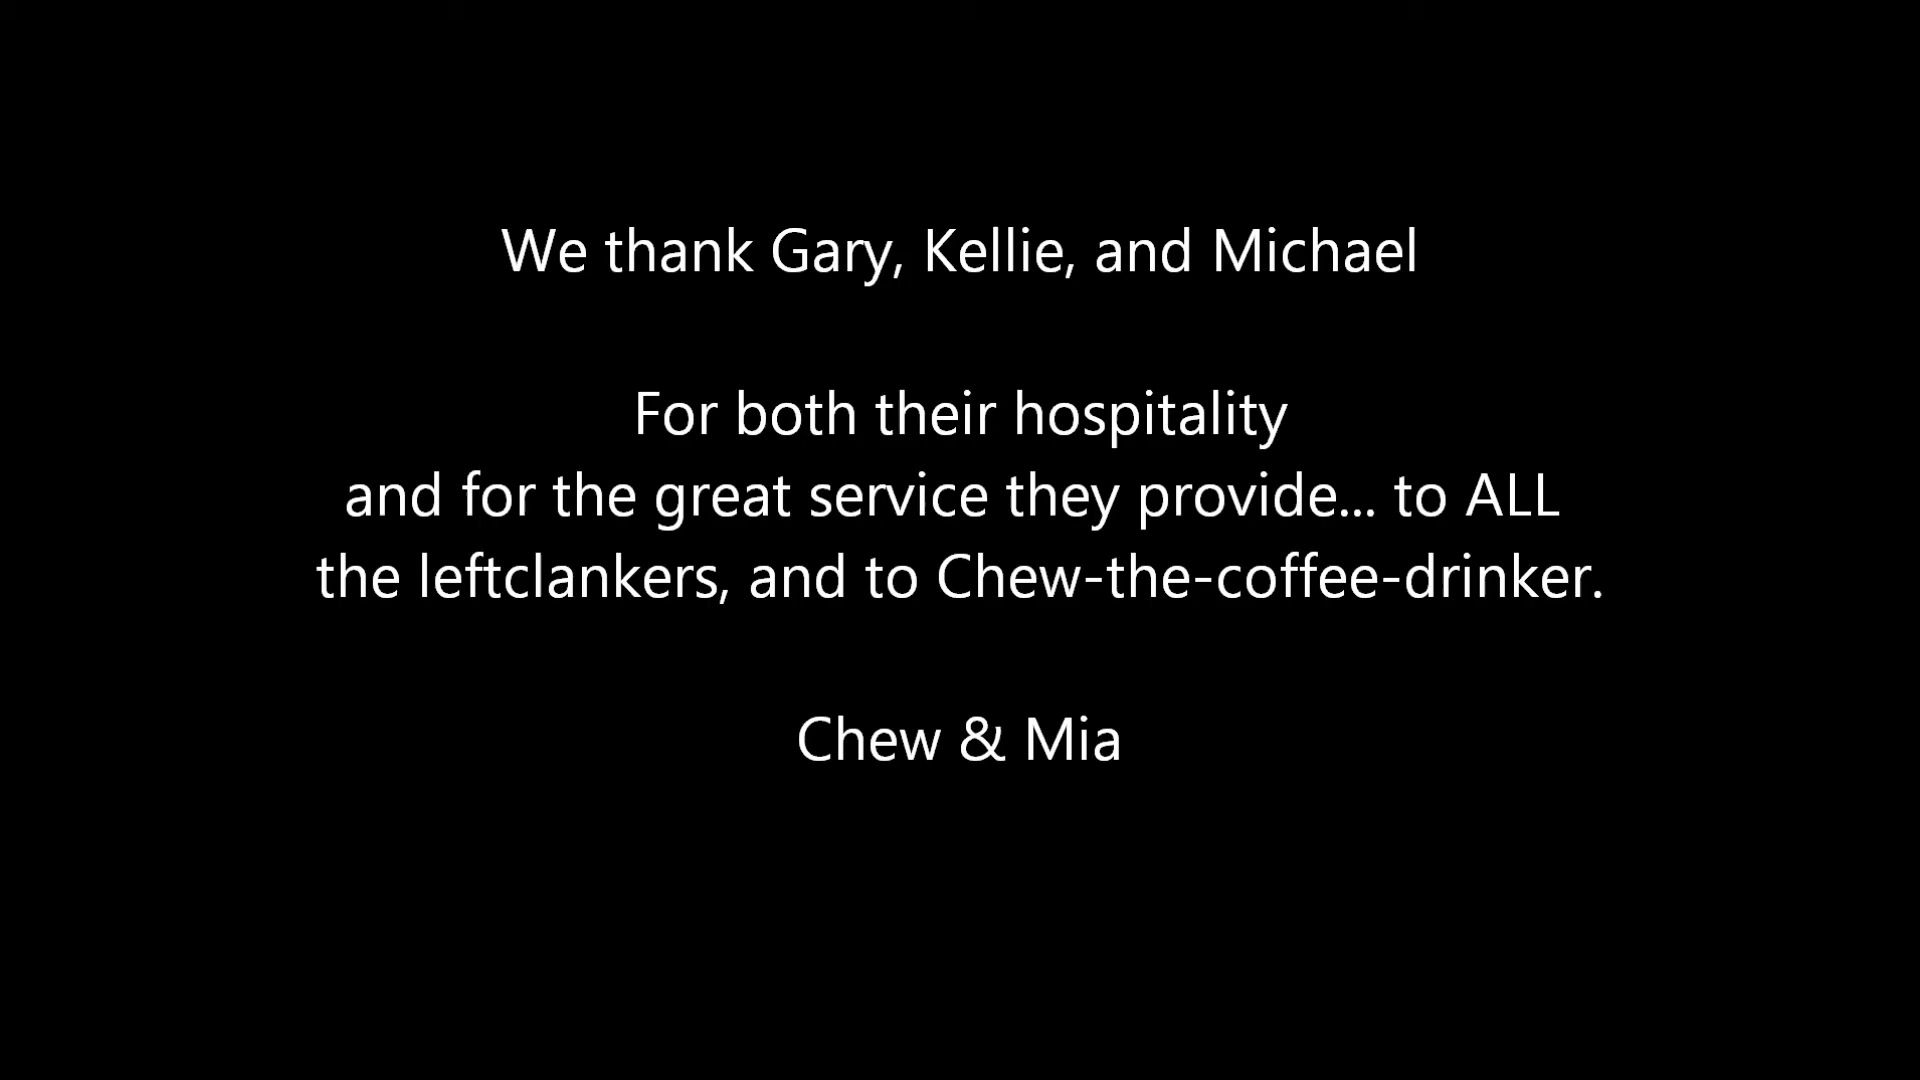 We thank Gary, Kellie, and Michael
For both their hospitality
and for the great service they provide... to ALL
the leftclankers, and to Chew-the-coffee-drinker.
Chew & Mia